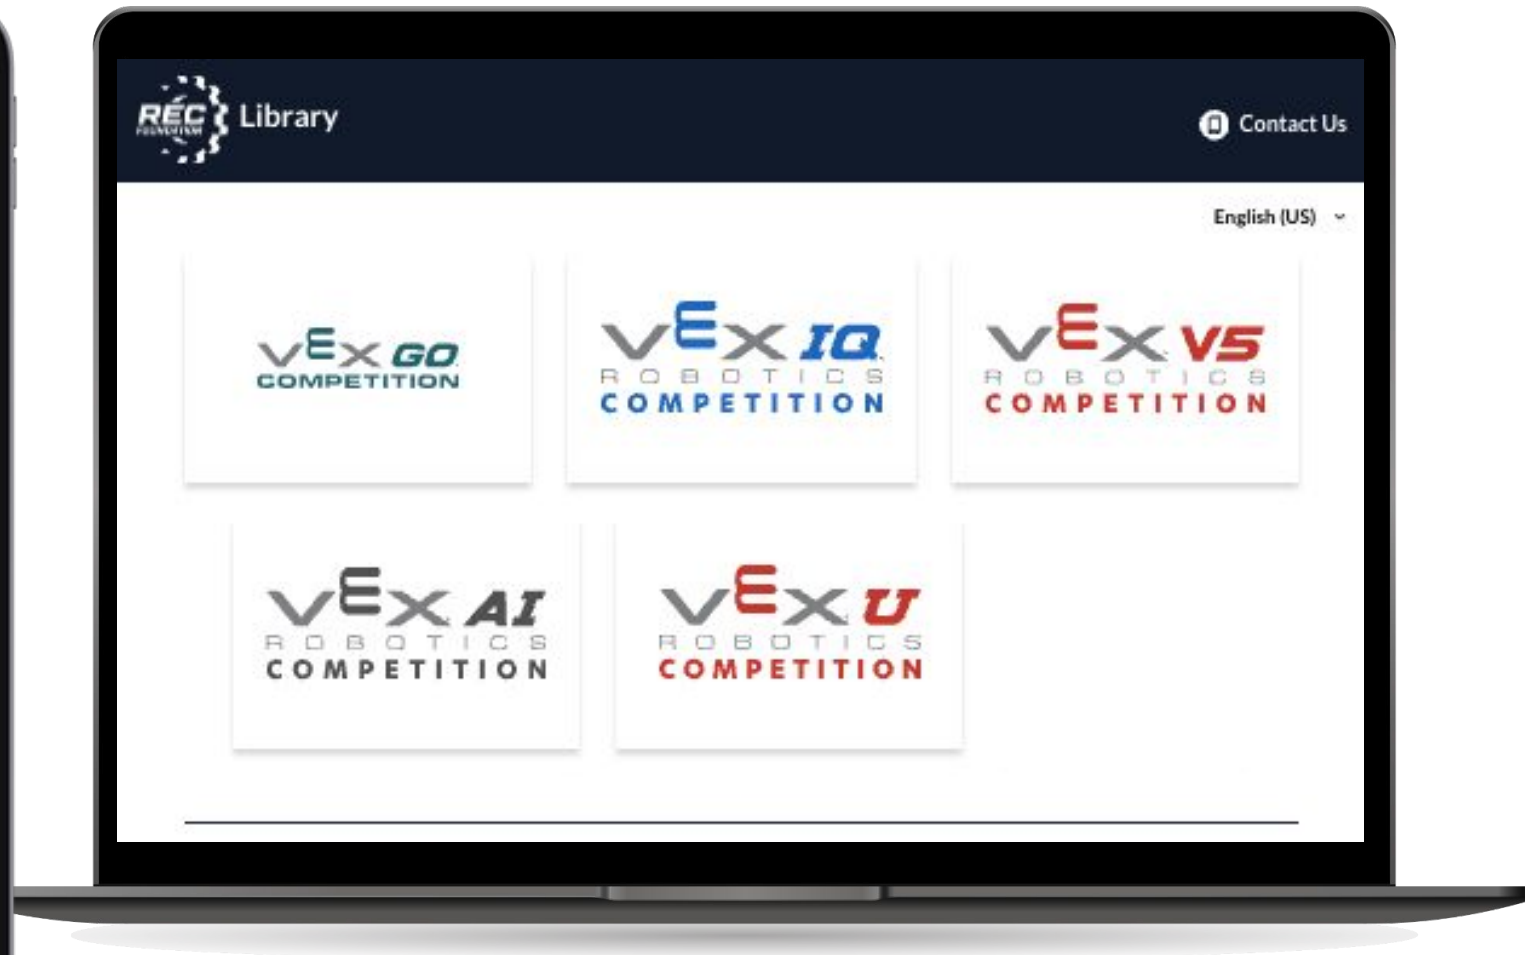 REC
FOUNDATION
Library
Contact Us
English (US)
VEX GO
COMPETITION
VEX IQ
ROBOTICS
COMPETITION
VEX V5
ROBOTICS
COMPETITION
VEX AI
ROBOTICS
COMPETITION
VEX U
ROBOTICS
COMPETITION